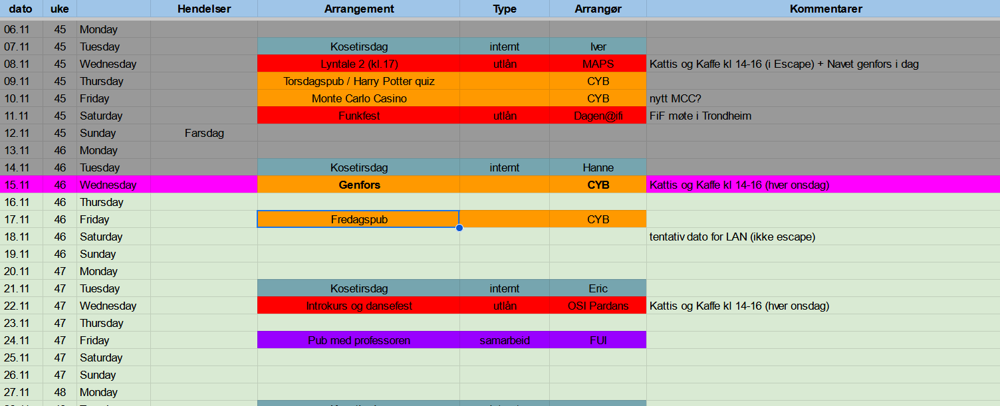 dato uke Hendelser Arrangement Type Arrangør Kommentarer
06.11 45 Monday
07.11 45 Tuesday Kosetirsdag internt Iver
08.11 45 Wednesday Lyntale 2 (kl.17) utlån MAPS Kattis og Kaffe kl 14-16 (i Escape) + Navet genfors i dag
09.11 45 Thursday Torsdagspub / Harry Potter quiz CYB
10.11 45 Friday Monte Carlo Casino CYB nytt MCC?
11.11 45 Saturday Funkfest utlån Dagen@ifi FiF møte i Trondheim
12.11 45 Sunday Farsdag
13.11 46 Monday
14.11 46 Tuesday Kosetirsdag internt Hanne
15.11 46 Wednesday Genfors CYB Kattis og Kaffe kl 14-16 (hver onsdag)
16.11 46 Thursday
17.11 46 Friday Fredagspub CYB
18.11 46 Saturday tentativ dato for LAN (ikke escape)
19.11 46 Sunday
20.11 47 Monday
21.11 47 Tuesday Kosetirsdag internt Eric
22.11 47 Wednesday Introkurs og dansefest utlån OSI Pardans Kattis og Kaffe kl 14-16 (hver onsdag)
23.11 47 Thursday
24.11 47 Friday Pub med professoren samarbeid FUI
25.11 47 Saturday
26.11 47 Sunday
27.11 48 Monday